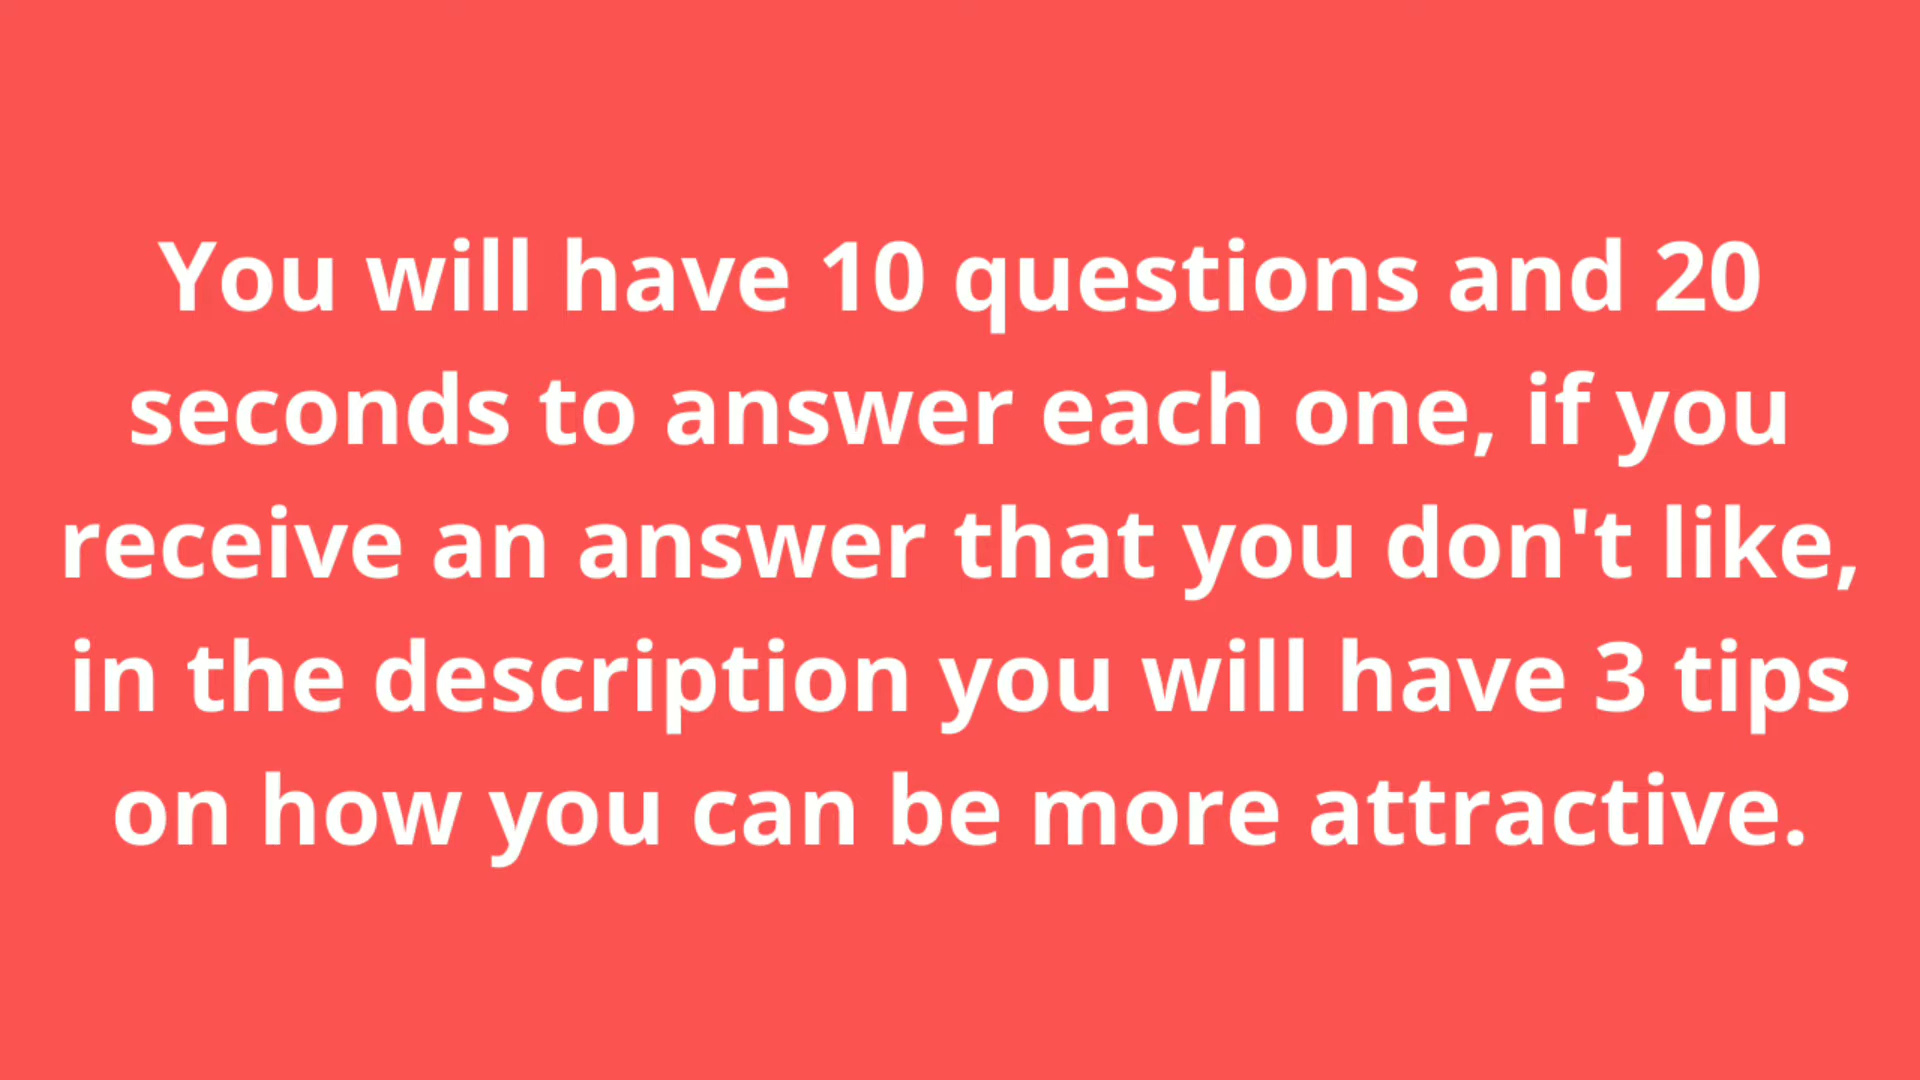 You will have 10 questions and 20
seconds to answer each one, if you
receive an answer that you don't like,
in the description you will have 3 tips
on how you can be more attractive.